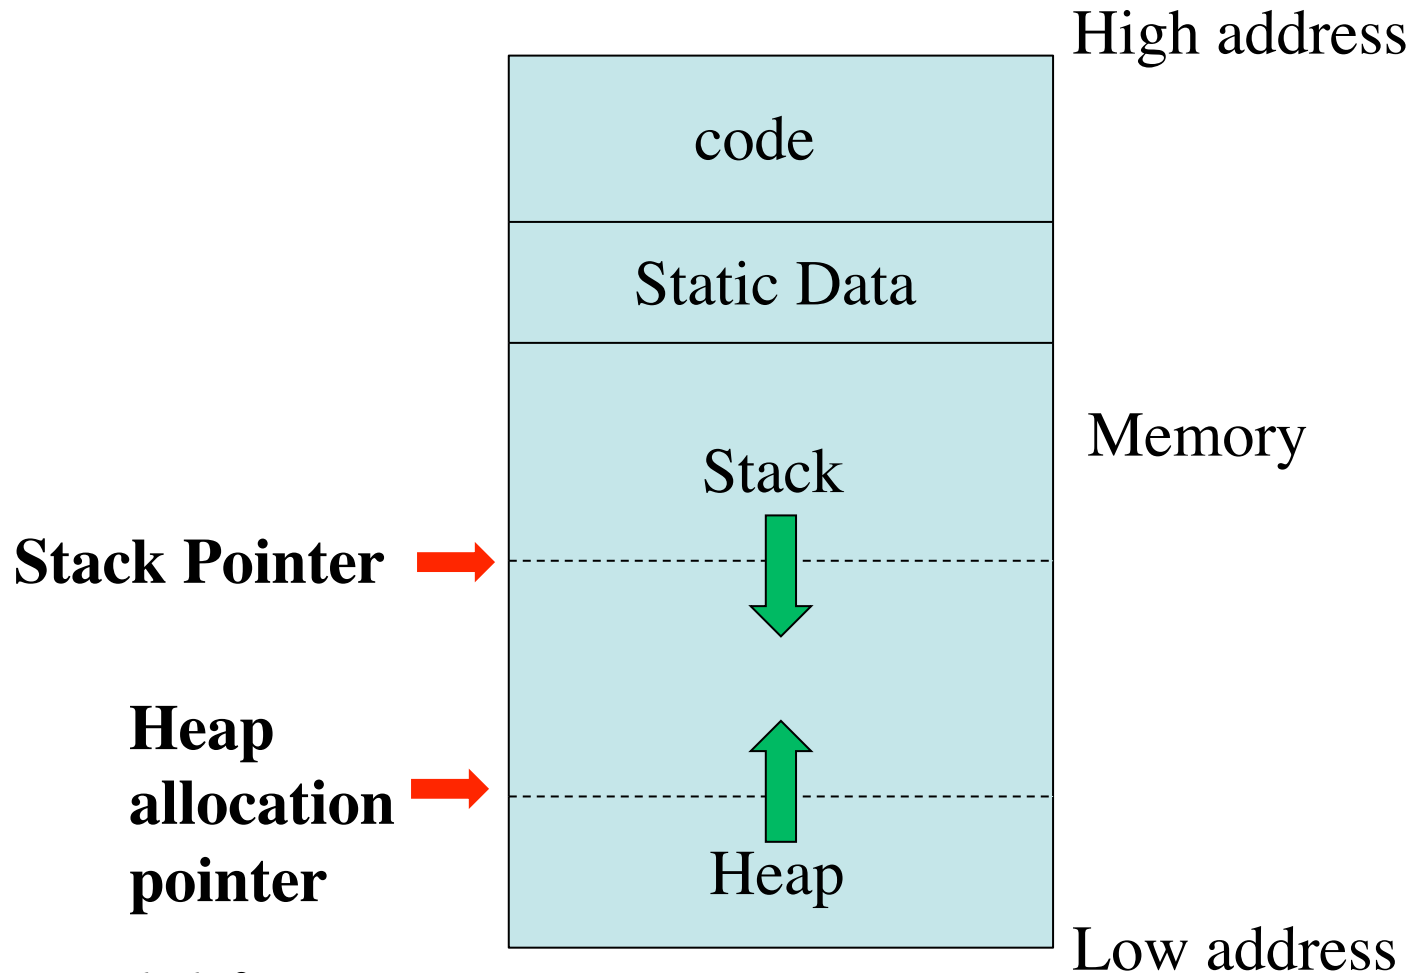 High address
code
Static Data
Memory
Stack
Stack Pointer
Heap
allocation
pointer
Heap
Low address